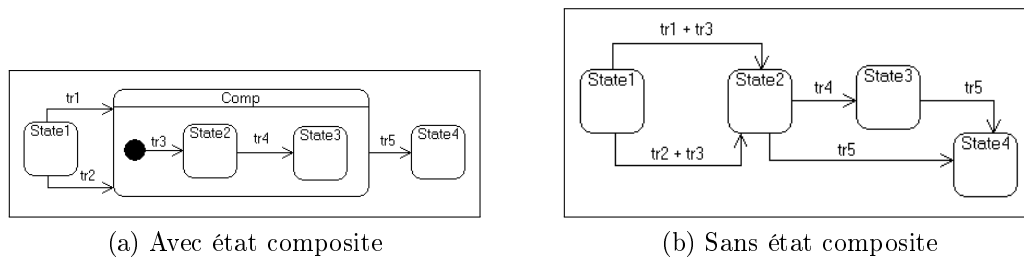 tr1
Comp
State1
State2
State3
State4
tr3
tr4
tr5
tr2
(a) Avec état composite
tr1 + tr3
State1
State2
State3
tr4
tr5
State4
tr5
tr2 + tr3
(b) Sans état composite